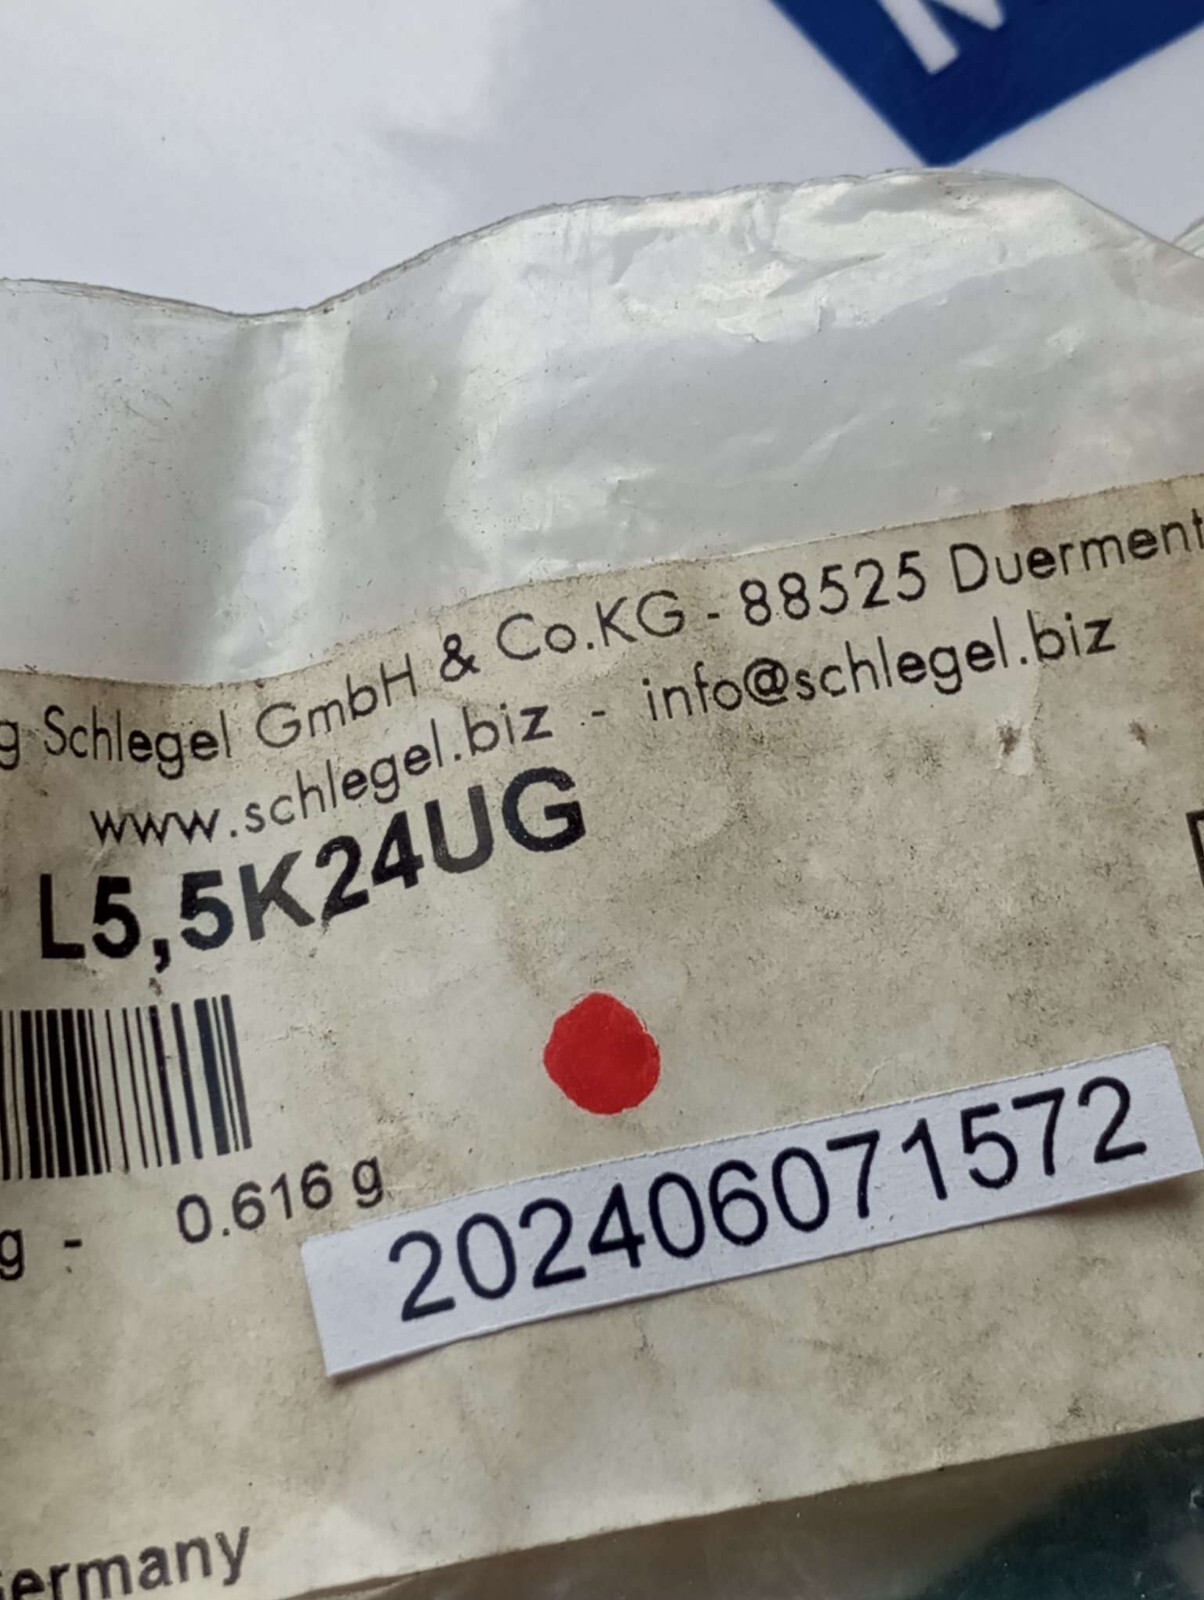 g Schlegel GmbH & Co.KG - 88525 Duerment
www.schlegel.biz - info@schlegel.biz
L5,5K24UG
g - 0.616 g
202406071572
ermany